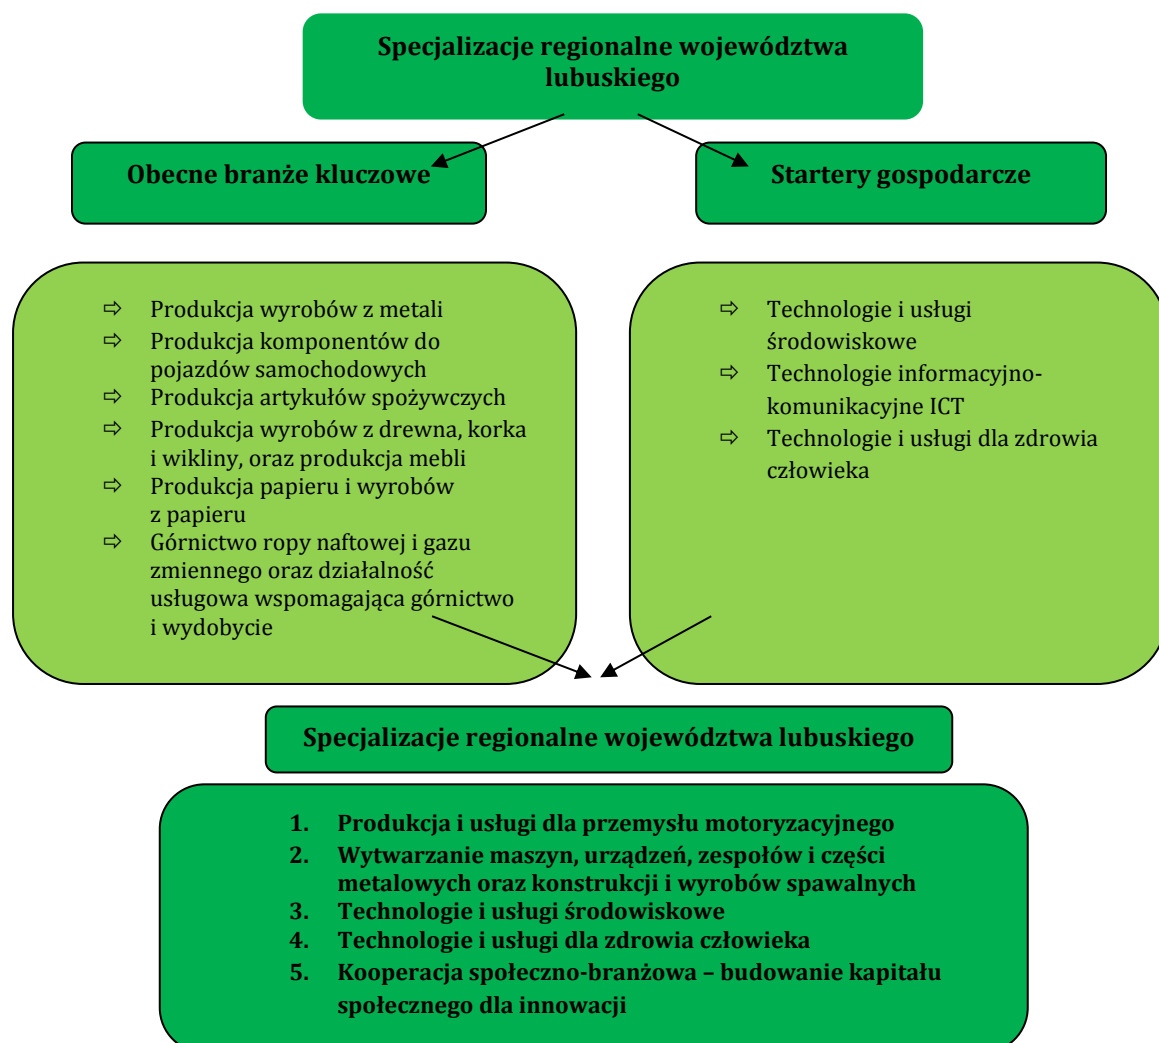 Specjalizacje regionalne województwa
lubuskiego
Obecne branże kluczowe
Startery gospodarcze
⇨ Produkcja wyrobów z metali
⇨ Produkcja komponentów do
pojazdów samochodowych
⇨ Produkcja artykułów spożywczych
⇨ Produkcja wyrobów z drewna, korka
i wikliny, oraz produkcja mebli
⇨ Produkcja papieru i wyrobów
z papieru
⇨ Górnictwo ropy naftowej i gazu
zmiennego oraz działalność
usługowa wspomagająca górnictwo
i wydobycie
⇨ Technologie i usługi
środowiskowe
⇨ Technologie informacyjno-
komunikacyjne ICT
⇨ Technologie i usługi dla zdrowia
człowieka
Specjalizacje regionalne województwa lubuskiego
1. Produkcja i usługi dla przemysłu motoryzacyjnego
2. Wytwarzanie maszyn, urządzeń, zespołów i części
metalowych oraz konstrukcji i wyrobów spawalnych
3. Technologie i usługi środowiskowe
4. Technologie i usługi dla zdrowia człowieka
5. Kooperacja społeczno-branżowa – budowanie kapitału
społecznego dla innowacji